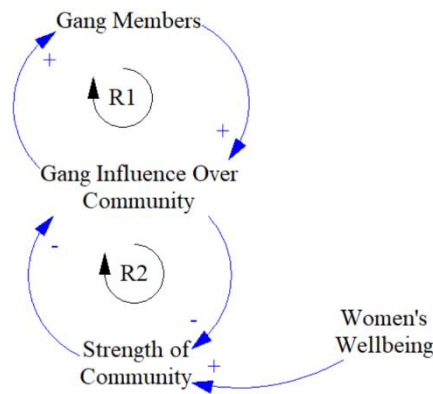 Gang Members
+
R1
+
Gang Influence Over
Community
-
R2
-
Women's
Wellbeing
Strength of
Community
+